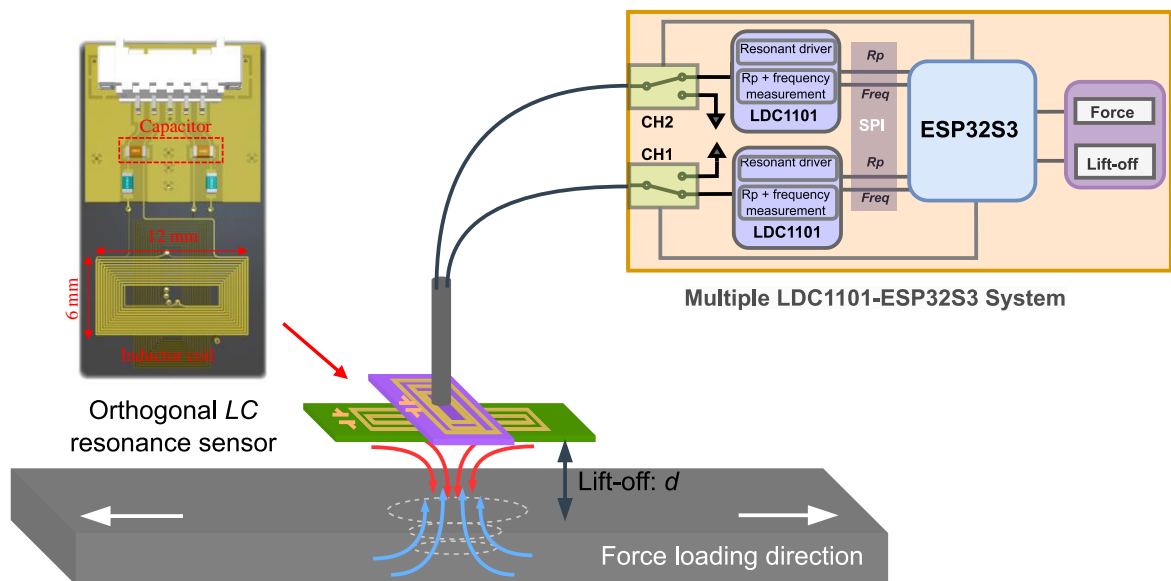 Capacitor
12 mm
6 mm
Inductor coil
Orthogonal LC
resonance sensor
Resonant driver
Rp + frequency
measurement
LDC1101
CH2
CH1
Resonant driver
Rp + frequency
measurement
LDC1101
Rp
Freq
SPI
Rp
Freq
ESP32S3
Force
Lift-off
Multiple LDC1101-ESP32S3 System
Lift-off: d
Force loading direction